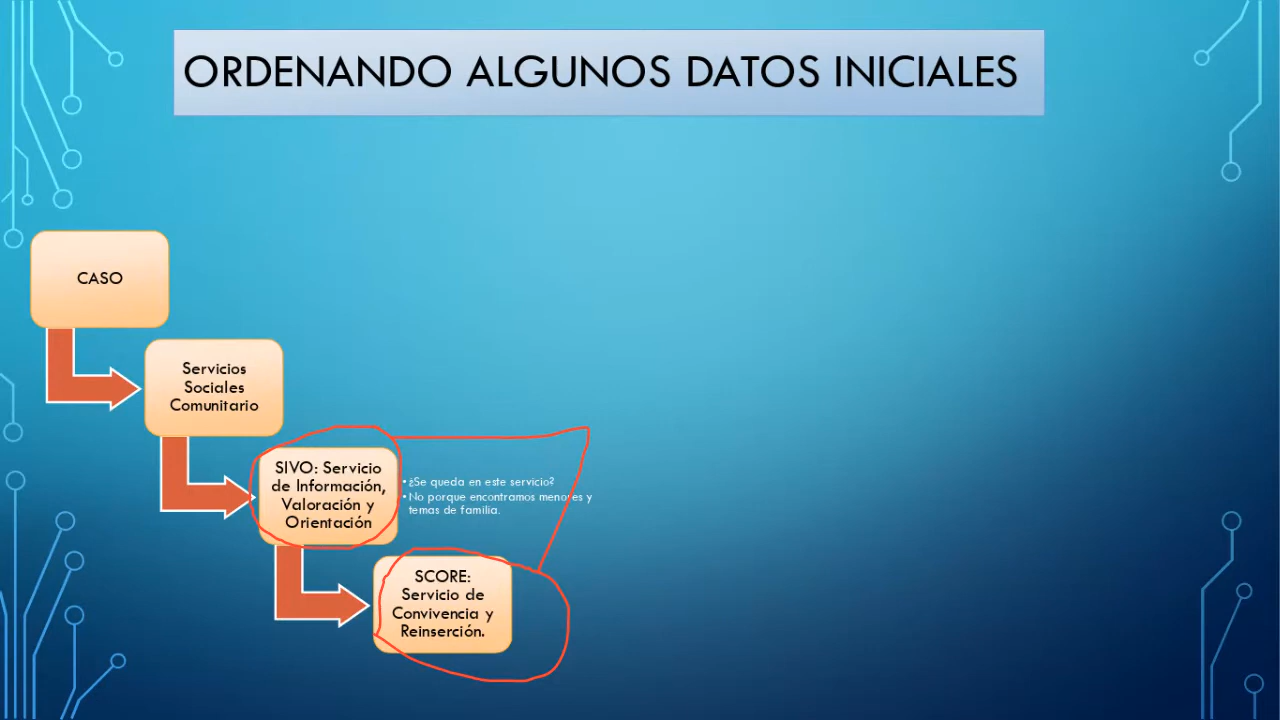 ORDENANDO ALGUNOS DATOS INICIALES
CASO
Servicios
Sociales
Comunitario
SIVO: Servicio
de Información,
Valoración y
Orientación
• ¿Se queda en este servicio?
• No porque encontramos menores y
temas de familia.
SCORE:
Servicio de
Convivencia y
Reinserción.